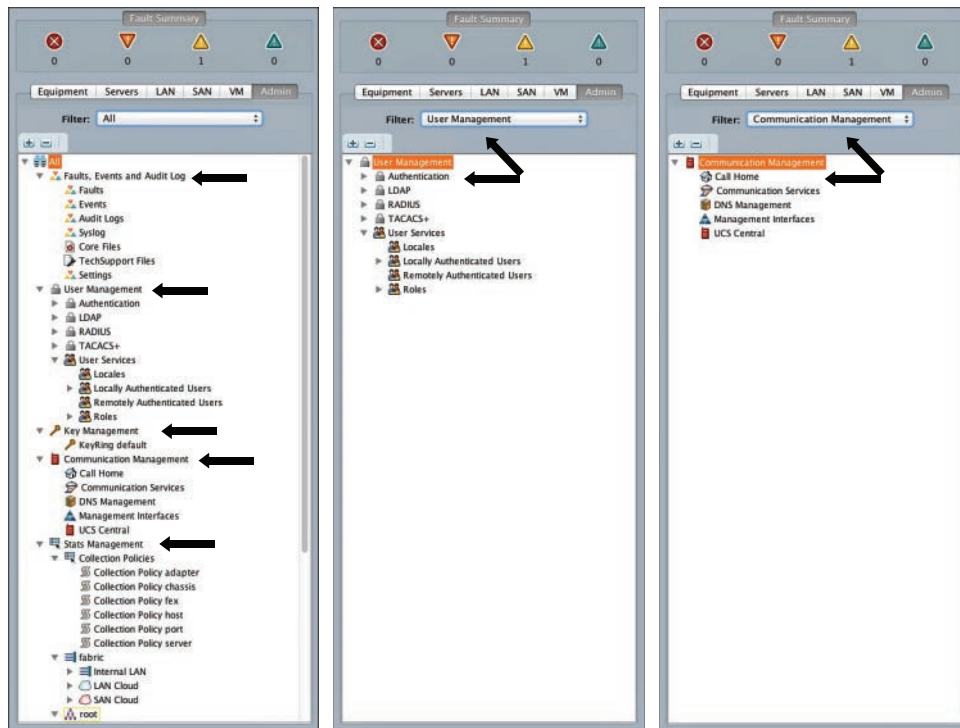 Fault Summary
0 0 1 0
Equipment Servers LAN SAN VM Admin
Filter: All
All
Faults, Events and Audit Log
Faults
Events
Audit Logs
Syslog
Core Files
TechSupport Files
Settings
User Management
Authentication
LDAP
RADIUS
TACACS+
User Services
Locales
Locally Authenticated Users
Remotely Authenticated Users
Roles
Key Management
KeyRing default
Communication Management
Call Home
Communication Services
DNS Management
Management Interfaces
UCS Central
Stats Management
Collection Policies
Collection Policy adapter
Collection Policy chassis
Collection Policy fex
Collection Policy host
Collection Policy port
Collection Policy server
fabric
Internal LAN
LAN Cloud
SAN Cloud
root
Fault Summary
0 0 1 0
Equipment Servers LAN SAN VM Admin
Filter: User Management
User Management
Authentication
LDAP
RADIUS
TACACS+
User Services
Locales
Locally Authenticated Users
Remotely Authenticated Users
Roles
Fault Summary
0 0 1 0
Equipment Servers LAN SAN VM Admin
Filter: Communication Management
Communication Management
Call Home
Communication Services
DNS Management
Management Interfaces
UCS Central